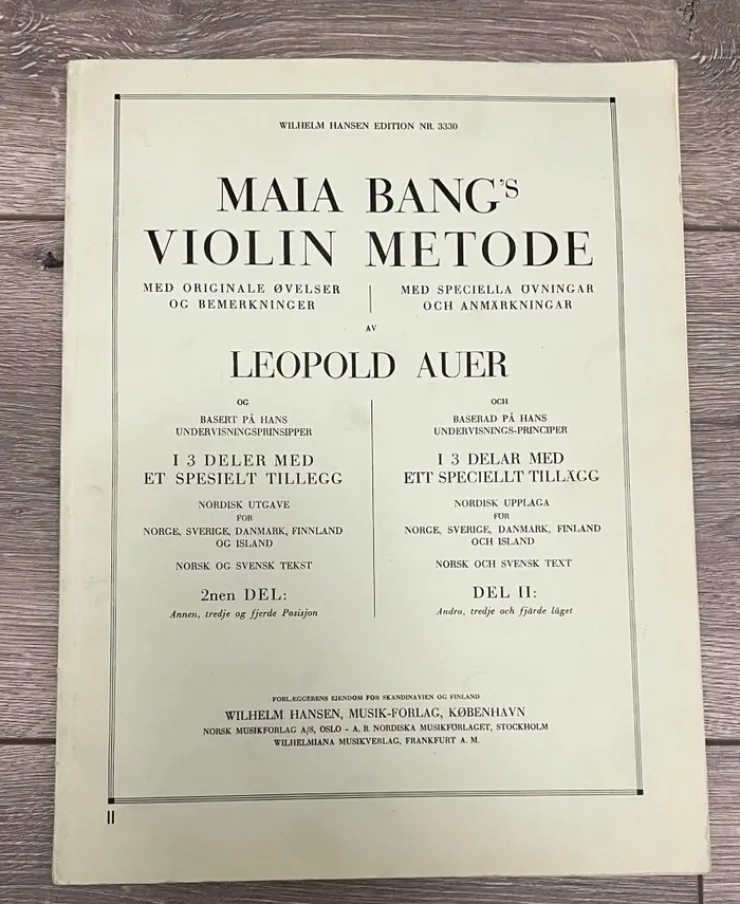 WILHELM HANSEN EDITION NR. 3330
MAIA BANG'S
VIOLIN METODE
MED ORIGINALE ØVELSER
OG BEMERKNINGER
MED SPECIELLA ÖVNINGAR
OCH ANMÄRKNINGAR
AV
LEOPOLD AUER
OG
BASERT PÅ HANS
UNDERVISNINGSPRINSIPPER
I 3 DELER MED
ET SPESIELT TILLEGG
NORDISK UTGAVE
FOR
NORGE, SVERIGE, DANMARK, FINNLAND
OG ISLAND
NORSK OG SVENSK TEKST
2nen DEL:
Annen, tredje og fjerde Posisjon
OCH
BASERAD PÅ HANS
UNDERVISNINGS-PRINCIPER
I 3 DELAR MED
ETT SPECIELLT TILLÄGG
NORDISK UPPLAGA
FÖR
NORGE, SVERIGE, DANMARK, FINLAND
OCH ISLAND
NORSK OCH SVENSK TEXT
DEL II:
Andra, tredje och fjärde läget
FORLÆGGERENS EJENDOM FOR SKANDINAVIEN OG FINLAND
WILHELM HANSEN, MUSIK-FORLAG, KØBENHAVN
NORSK MUSIKFORLAG A/S, OSLO - A. B. NORDISKA MUSIKFÖRLAGET, STOCKHOLM
WILHELMIANA MUSIKVERLAG, FRANKFURT A. M.
II